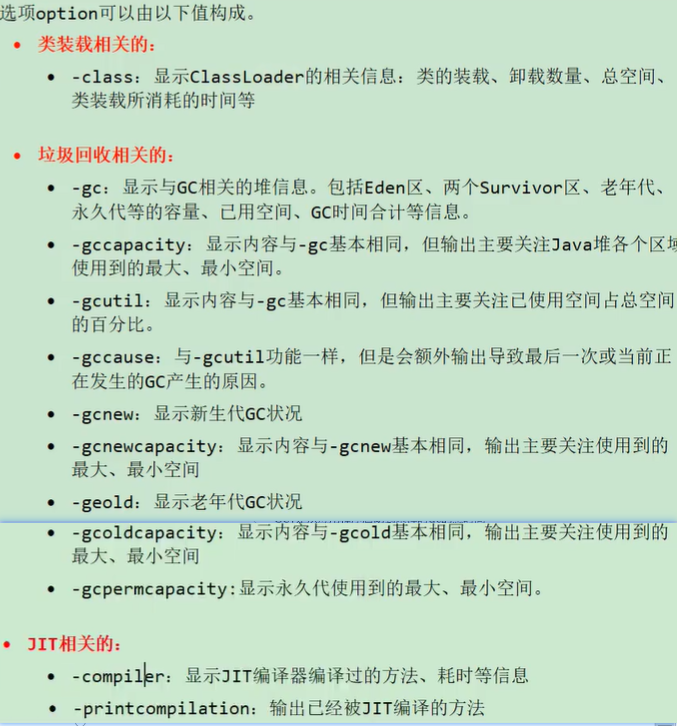 选项option可以由以下值构成。
• 类装载相关的：
• -class：显示ClassLoader的相关信息：类的装载、卸载数量、总空间、
类装载所消耗的时间等
• 垃圾回收相关的：
• -gc：显示与GC相关的堆信息。包括Eden区、两个Survivor区、老年代、
永久代等的容量、已用空间、GC时间合计等信息。
• -gccapacity：显示内容与-gc基本相同，但输出主要关注Java堆各个区域
使用到的最大、最小空间。
• -gcutil：显示内容与-gc基本相同，但输出主要关注已使用空间占总空间
的百分比。
• -gccause：与-gcutil功能一样，但是会额外输出导致最后一次或当前正
在发生的GC产生的原因。
• -gcnew：显示新生代GC状况
• -gcnewcapacity：显示内容与-gcnew基本相同，输出主要关注使用到的
最大、最小空间
• -geold：显示老年代GC状况
• -gcoldcapacity：显示内容与-gcold基本相同，输出主要关注使用到的
最大、最小空间
• -gcpermcapacity:显示永久代使用到的最大、最小空间。
• JIT相关的：
• -compiler：显示JIT编译器编译过的方法、耗时等信息
• -printcompilation：输出已经被JIT编译的方法